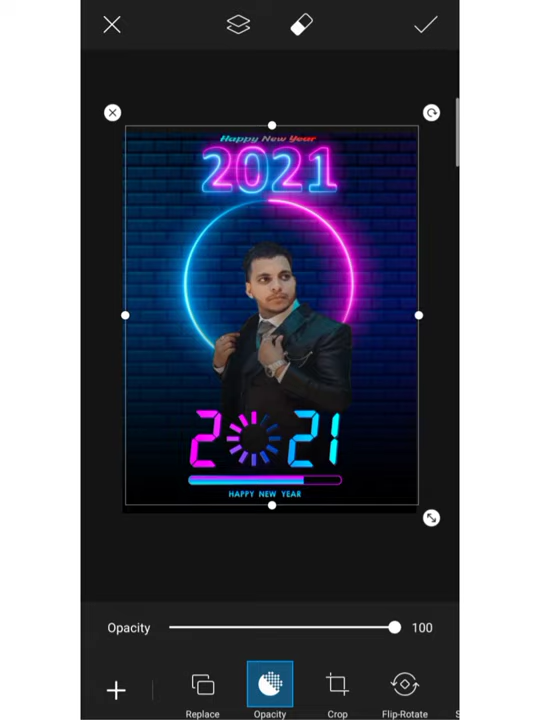 Happy New Year
2021
2021
HAPPY NEW YEAR
Opacity 100
Replace Opacity Crop Flip-Rotate